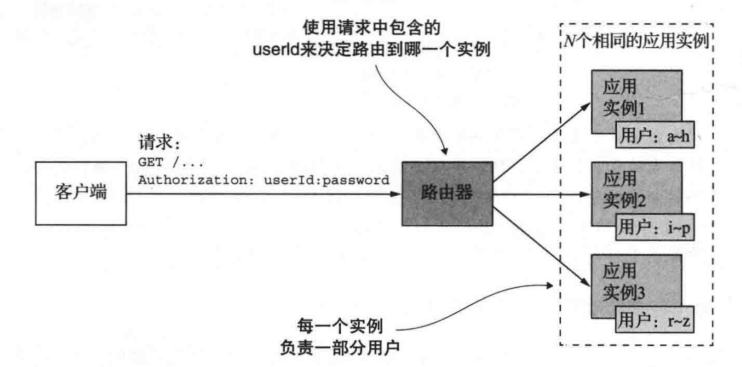 使用请求中包含的
userId来决定路由到哪一个实例
N个相同的应用实例
请求：
GET /...
Authorization: userId:password
客户端
路由器
应用
实例1
用户：a~h
应用
实例2
用户：i~p
应用
实例3
用户：r~z
每一个实例
负责一部分用户